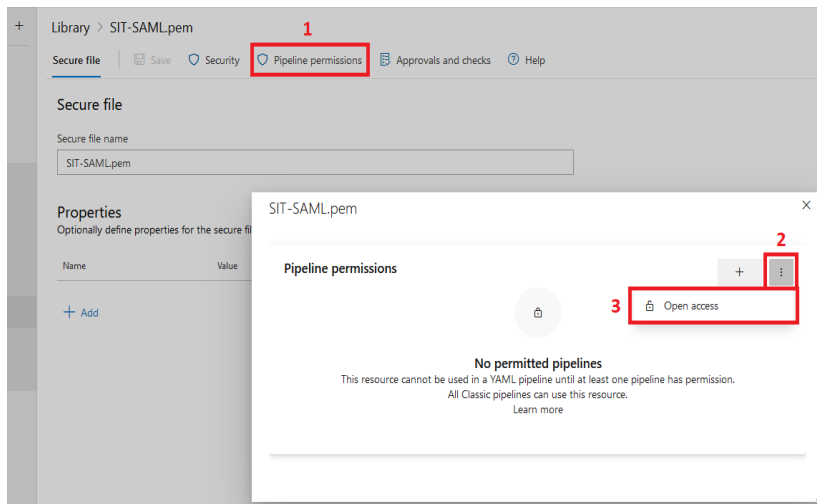 + Library > SIT-SAML.pem
1
Secure file Save Security Pipeline permissions Approvals and checks Help
Secure file
Secure file name
SIT-SAML.pem
Properties
Optionally define properties for the secure fil
Name Value
+ Add
SIT-SAML.pem X
2
Pipeline permissions + ⋮
3 Open access
No permitted pipelines
This resource cannot be used in a YAML pipeline until at least one pipeline has permission.
All Classic pipelines can use this resource.
Learn more